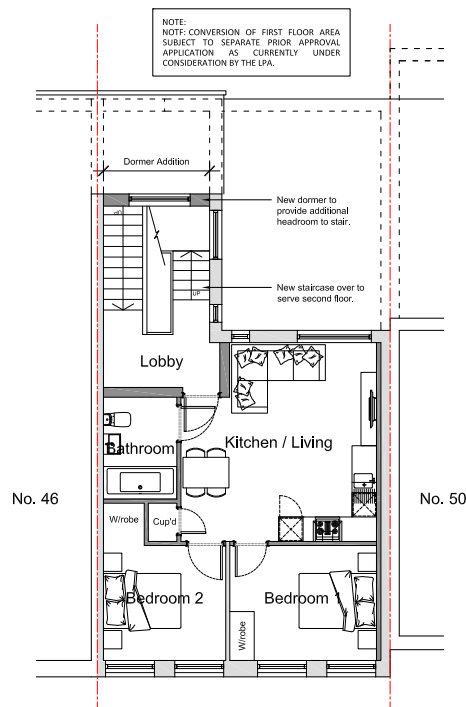 NOTE:
NOTF: CONVERSION OF FIRST FLOOR AREA
SUBJECT TO SEPARATE PRIOR APPROVAL
APPLICATION AS CURRENTLY UNDER
CONSIDERATION BY THE LPA.
Dormer Addition
New dormer to
provide additional
headroom to stair.
New staircase over to
serve second floor.
UP
Lobby
Kitchen / Living
Bathroom
No. 46
No. 50
W/robe
Cup'd
Bedroom 2
Bedroom 1
W/robe